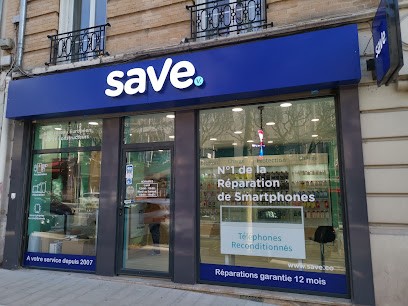 save.
N°1 de la
Réparation
de Smartphones
Téléphones
Reconditionnés
www.save.co
A votre service depuis 2007
Réparations garantie 12 mois